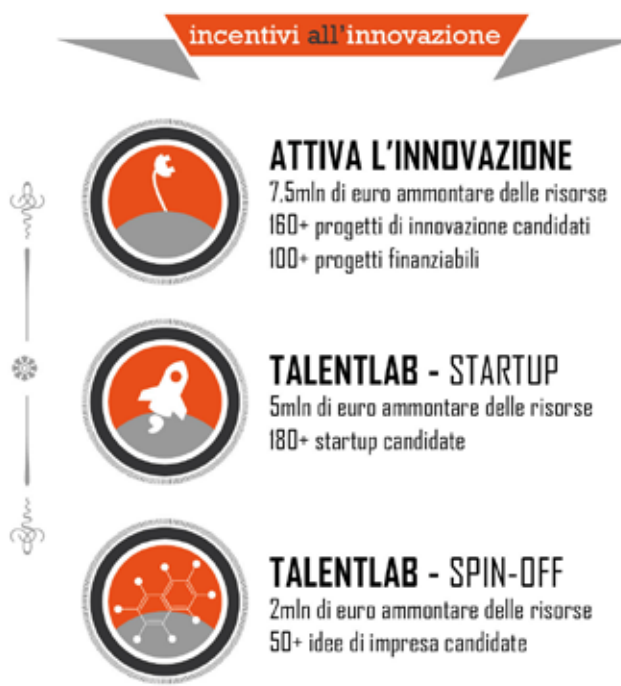 incentivi all'innovazione
ATTIVA L'INNOVAZIONE
7,5mln di euro ammontare delle risorse
160+ progetti di innovazione candidati
100+ progetti finanziabili
TALENTLAB - STARTUP
5mln di euro ammontare delle risorse
180+ startup candidate
TALENTLAB - SPIN-OFF
2mln di euro ammontare delle risorse
50+ idee di impresa candidate